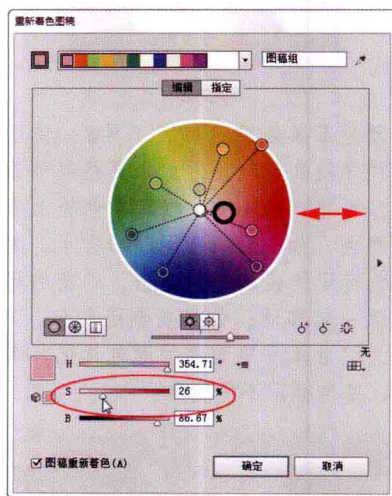 重新着色图稿
图稿组
编辑 指定
H 354.71 °
无
S 26 %
B 86.67 %
图稿重新着色(A) 确定 取消